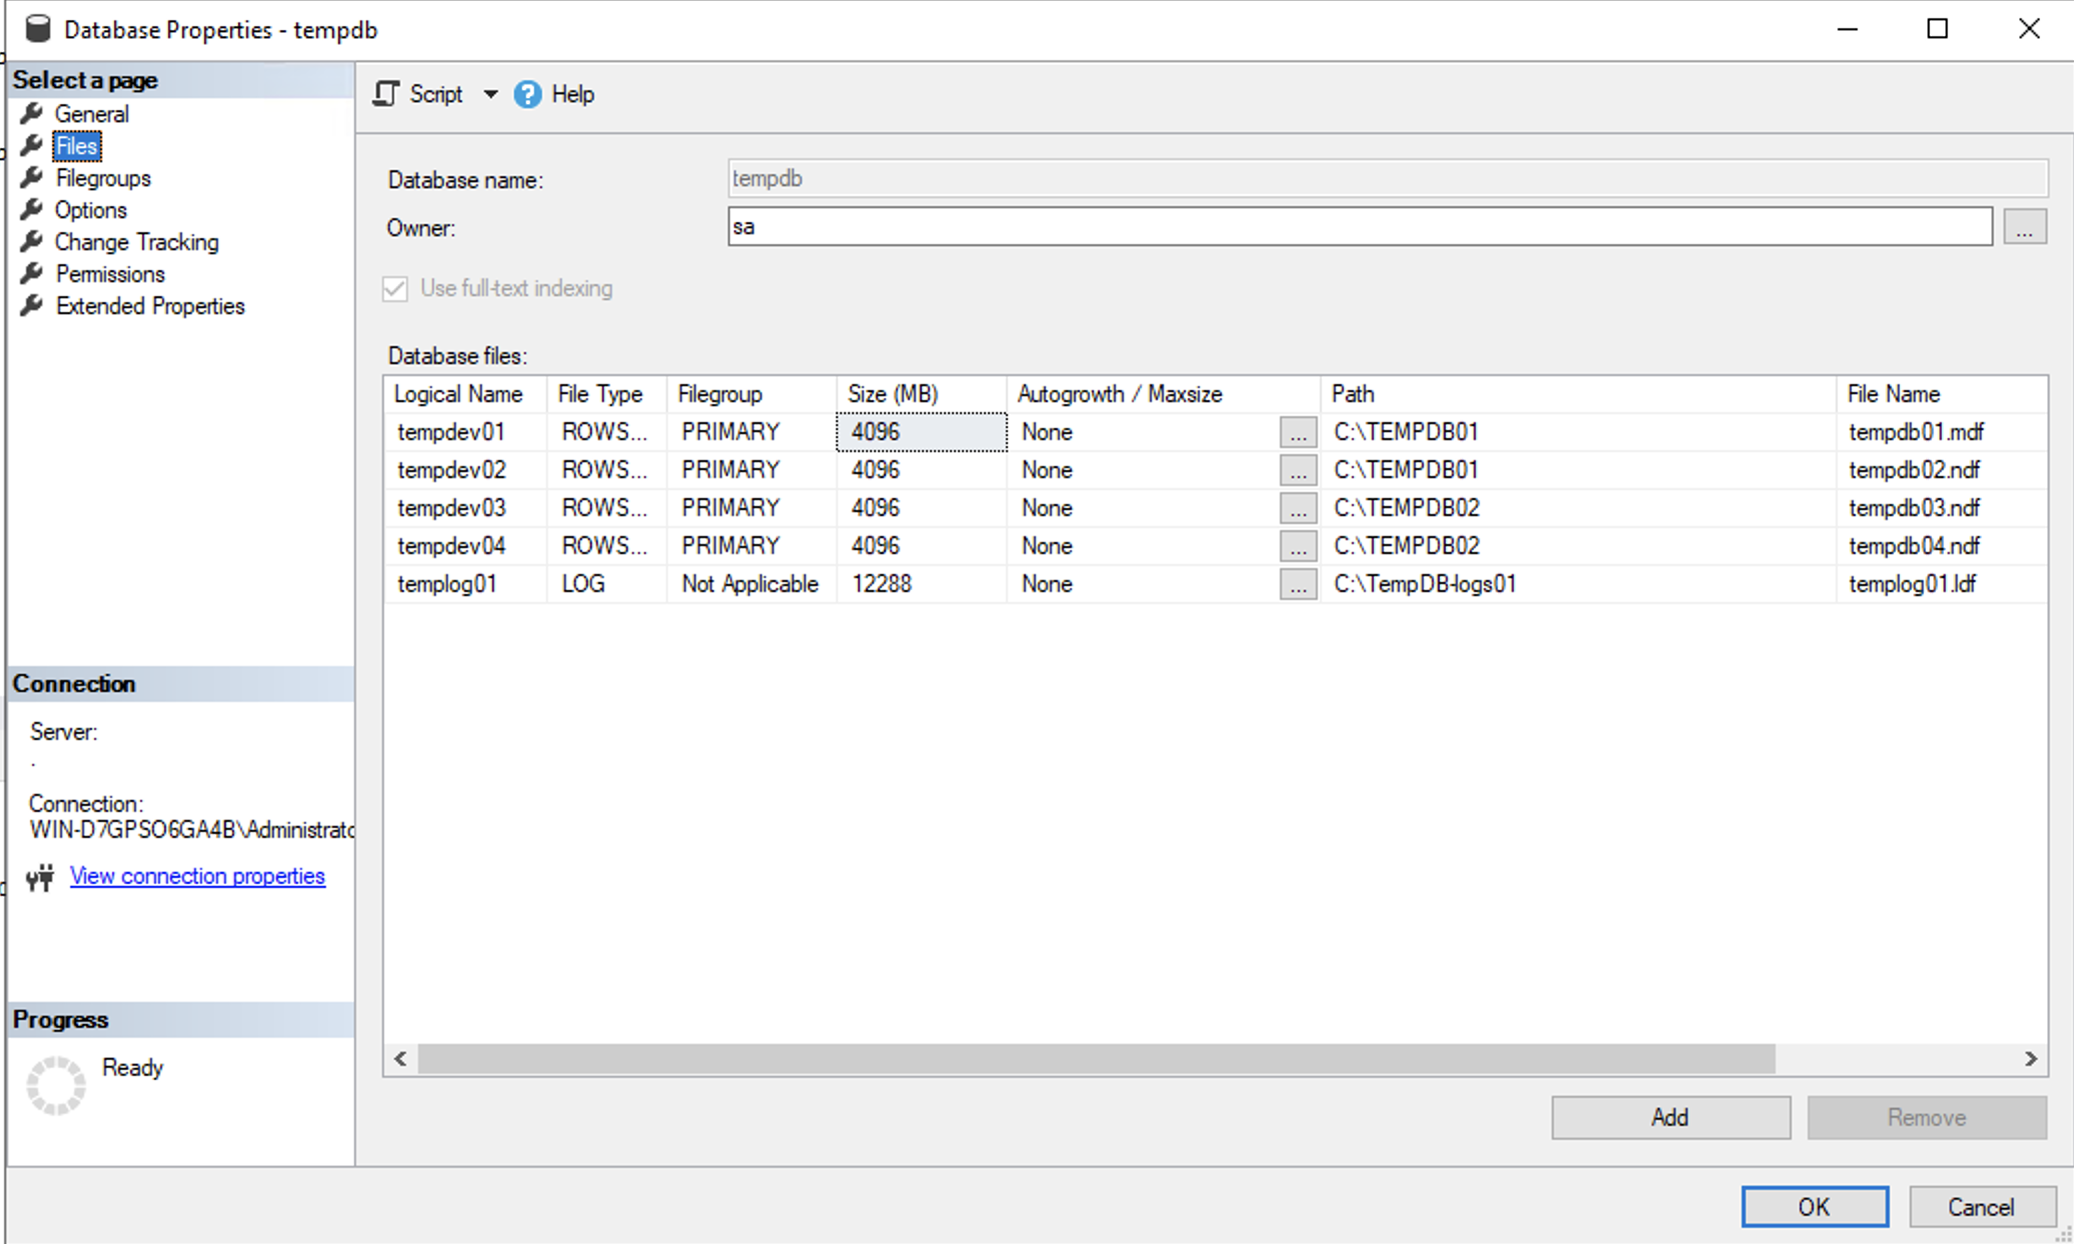 Database Properties - tempdb
Select a page
General
Files
Filegroups
Options
Change Tracking
Permissions
Extended Properties
Connection
Server:
.
Connection:
WIN-D7GPSO6GA4B\Administrato
View connection properties
Progress
Ready
Script Help
Database name: tempdb
Owner: sa ...
Use full-text indexing
Database files:
Logical Name File Type Filegroup Size (MB) Autogrowth / Maxsize Path File Name
tempdev01 ROWS... PRIMARY 4096 None ... C:\TEMPDB01 tempdb01.mdf
tempdev02 ROWS... PRIMARY 4096 None ... C:\TEMPDB01 tempdb02.ndf
tempdev03 ROWS... PRIMARY 4096 None ... C:\TEMPDB02 tempdb03.ndf
tempdev04 ROWS... PRIMARY 4096 None ... C:\TEMPDB02 tempdb04.ndf
templog01 LOG Not Applicable 12288 None ... C:\TempDB-logs01 templog01.ldf
Add Remove
OK Cancel